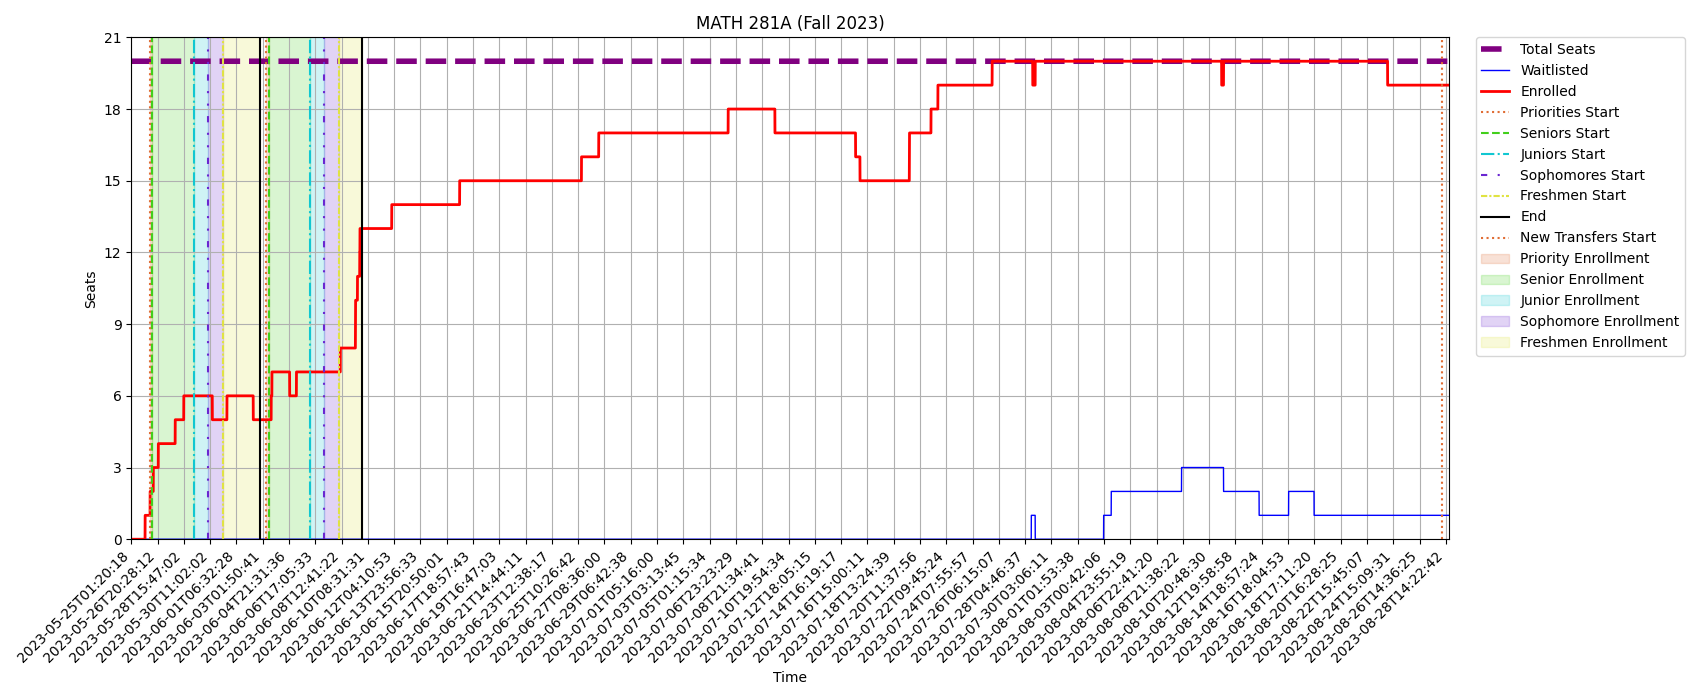 MATH 281A (Fall 2023)
21
18
15
12
9
6
3
0
Seats
2023-05-25T01:20:18
2023-05-26T20:28:12
2023-05-28T15:47:02
2023-05-30T11:02:02
2023-06-01T06:32:28
2023-06-03T01:50:41
2023-06-04T21:31:36
2023-06-06T17:05:33
2023-06-08T12:41:22
2023-06-10T08:31:31
2023-06-12T04:10:53
2023-06-13T23:56:33
2023-06-15T20:50:01
2023-06-17T18:57:43
2023-06-19T16:47:03
2023-06-21T14:44:11
2023-06-23T12:38:17
2023-06-25T10:26:42
2023-06-27T08:36:00
2023-06-29T06:42:38
2023-07-01T05:16:00
2023-07-03T03:13:45
2023-07-05T01:15:34
2023-07-06T23:23:29
2023-07-08T21:34:41
2023-07-10T19:54:34
2023-07-12T18:05:15
2023-07-14T16:19:17
2023-07-16T15:00:11
2023-07-18T13:24:39
2023-07-20T11:37:56
2023-07-22T09:45:24
2023-07-24T07:55:57
2023-07-26T06:15:07
2023-07-28T04:46:37
2023-07-30T03:06:11
2023-08-01T01:53:38
2023-08-03T00:42:06
2023-08-04T23:55:19
2023-08-06T22:41:20
2023-08-08T21:38:22
2023-08-10T20:48:30
2023-08-12T19:58:58
2023-08-14T18:57:24
2023-08-16T18:04:53
2023-08-18T17:11:20
2023-08-20T16:28:25
2023-08-22T15:45:07
2023-08-24T15:09:31
2023-08-26T14:36:25
2023-08-28T14:22:42
Time
Total Seats
Waitlisted
Enrolled
Priorities Start
Seniors Start
Juniors Start
Sophomores Start
Freshmen Start
End
New Transfers Start
Priority Enrollment
Senior Enrollment
Junior Enrollment
Sophomore Enrollment
Freshmen Enrollment